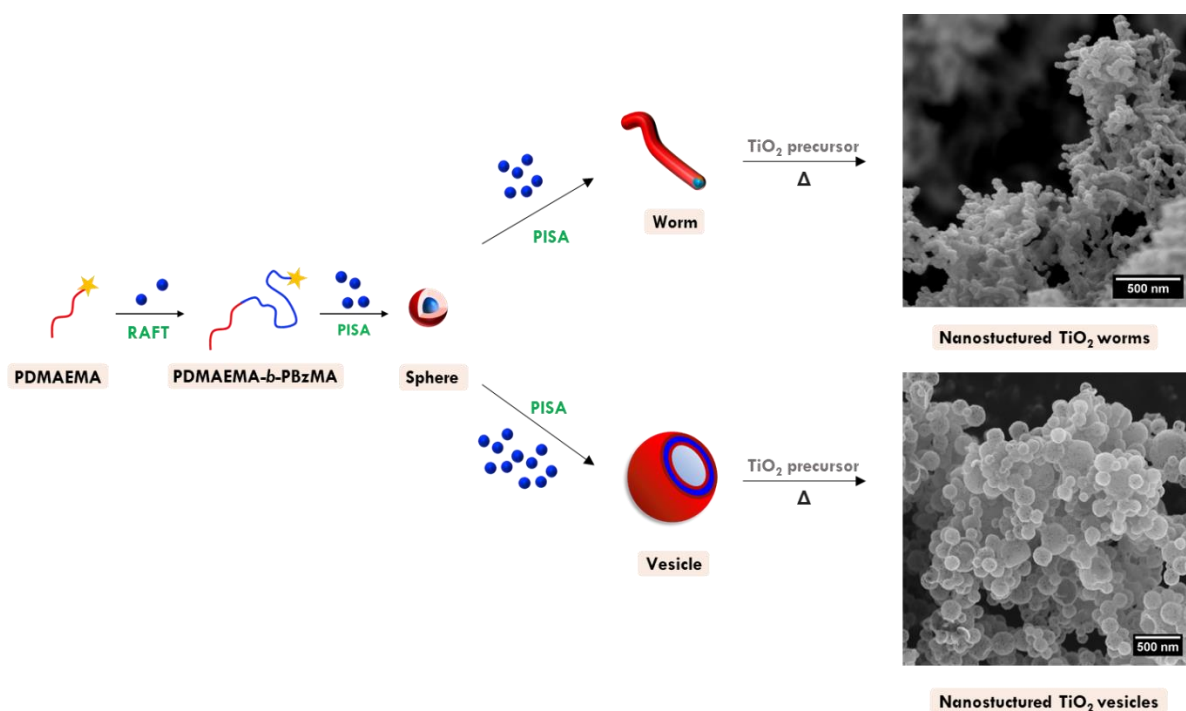 TiO2 precursor
Δ
500 nm
Worm
PISA
Nanostuctured TiO2 worms
RAFT
PISA
PDMAEMA
PDMAEMA-b-PBzMA
Sphere
PISA
TiO2 precursor
Δ
Vesicle
500 nm
Nanostuctured TiO2 vesicles